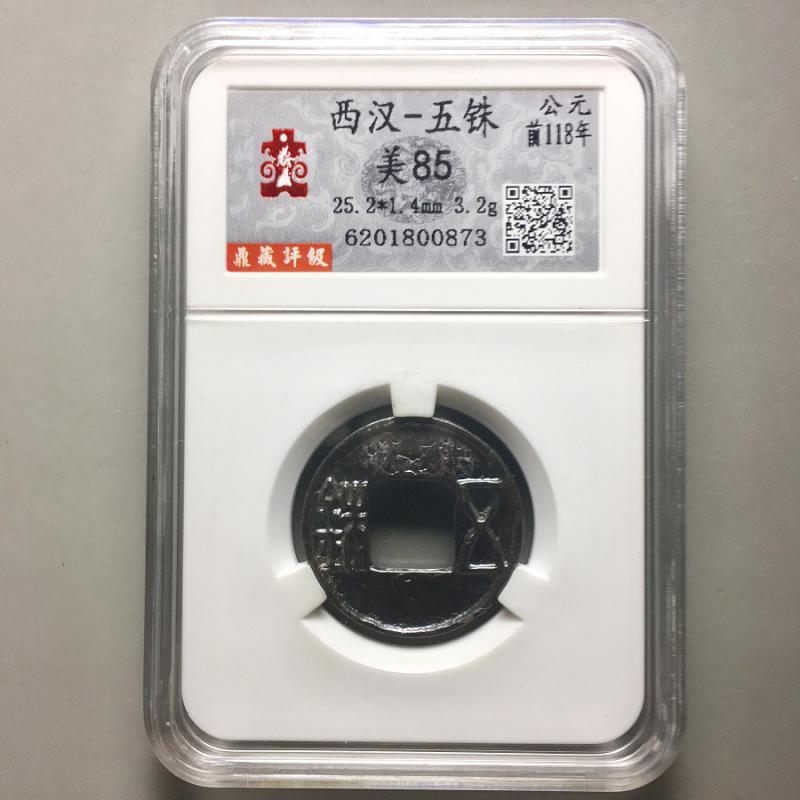 西汉-五铢
公元
前118年
美85
25.2*1.4mm 3.2g
6201800873
鼎藏評級
五